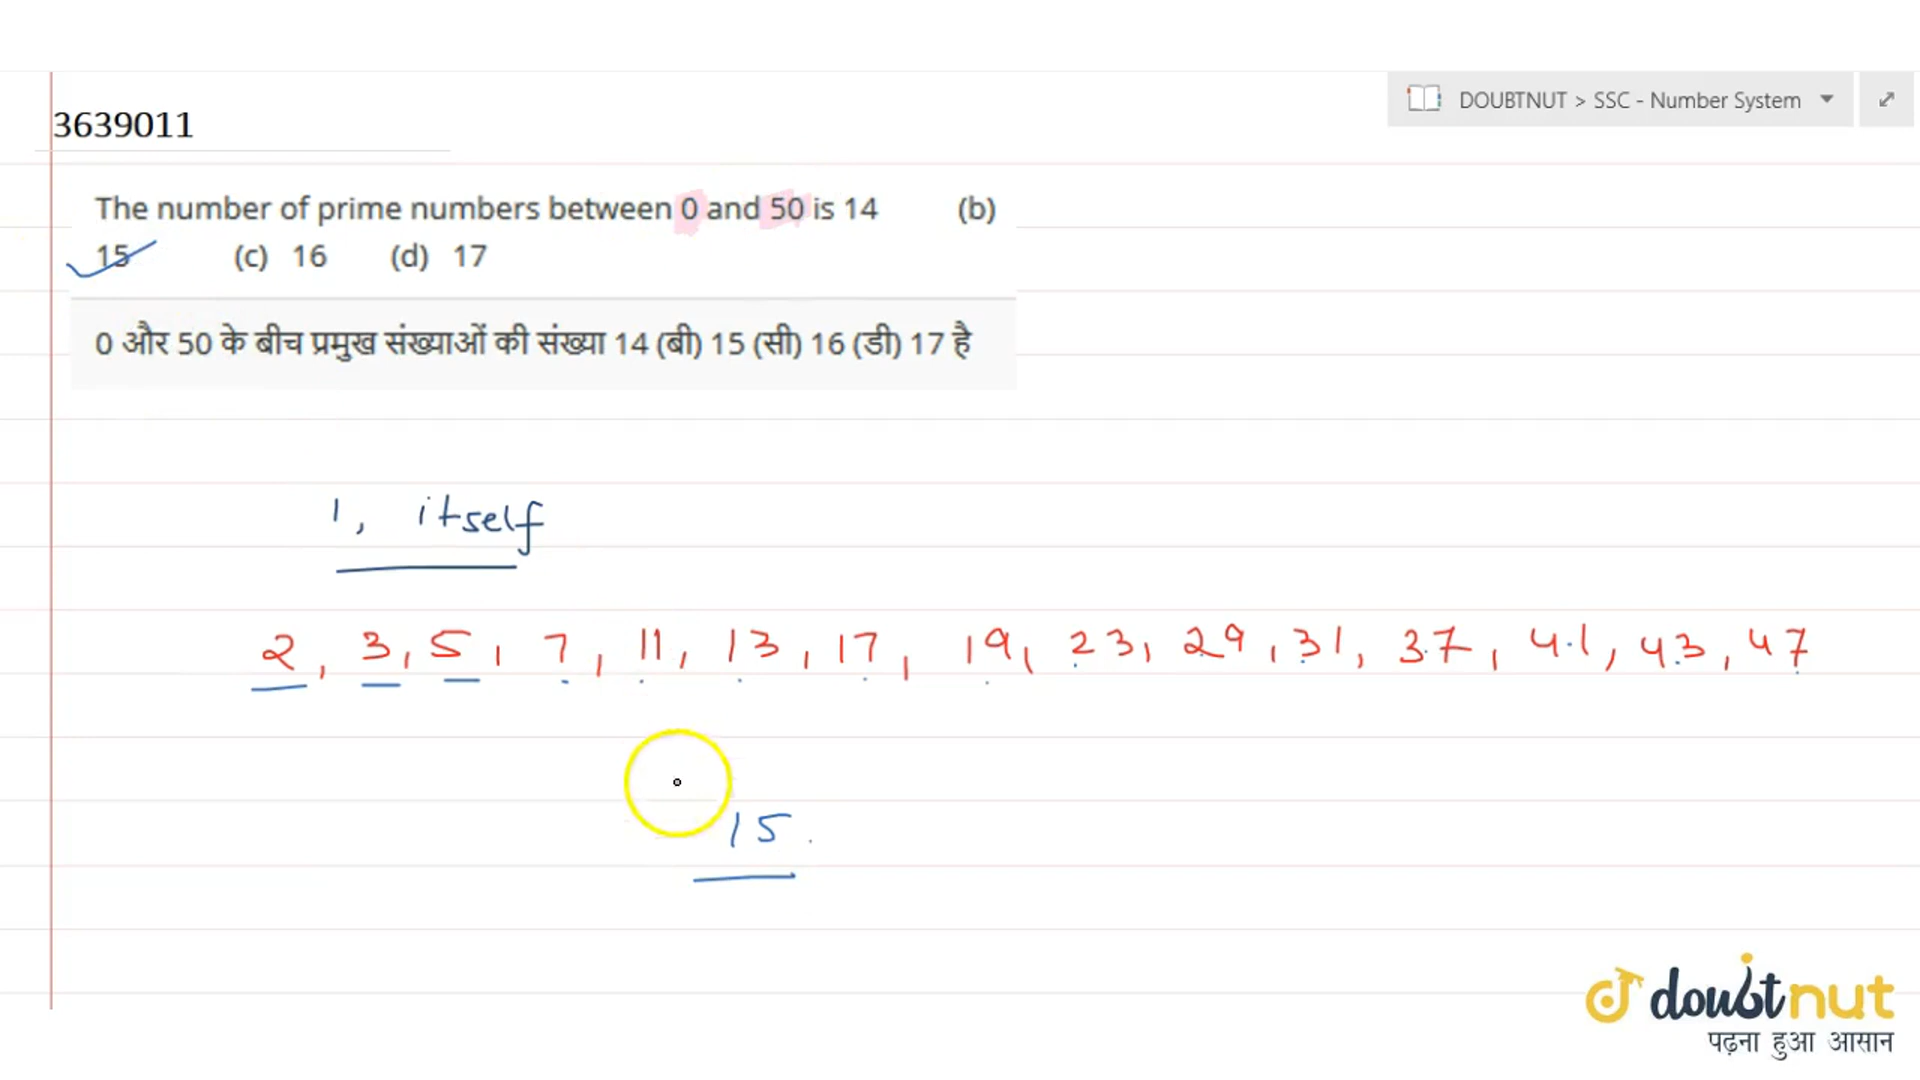 DOUBTNUT > SSC - Number System
3639011
The number of prime numbers between 0 and 50 is 14 (b)
15 (c) 16 (d) 17
0 और 50 के बीच प्रमुख संख्याओं की संख्या 14 (बी) 15 (सी) 16 (डी) 17 है
1, itself
2, 3, 5, 7, 11, 13, 17, 19, 23, 29, 31, 37, 41, 43, 47
15.
doubtnut
पढ़ना हुआ आसान